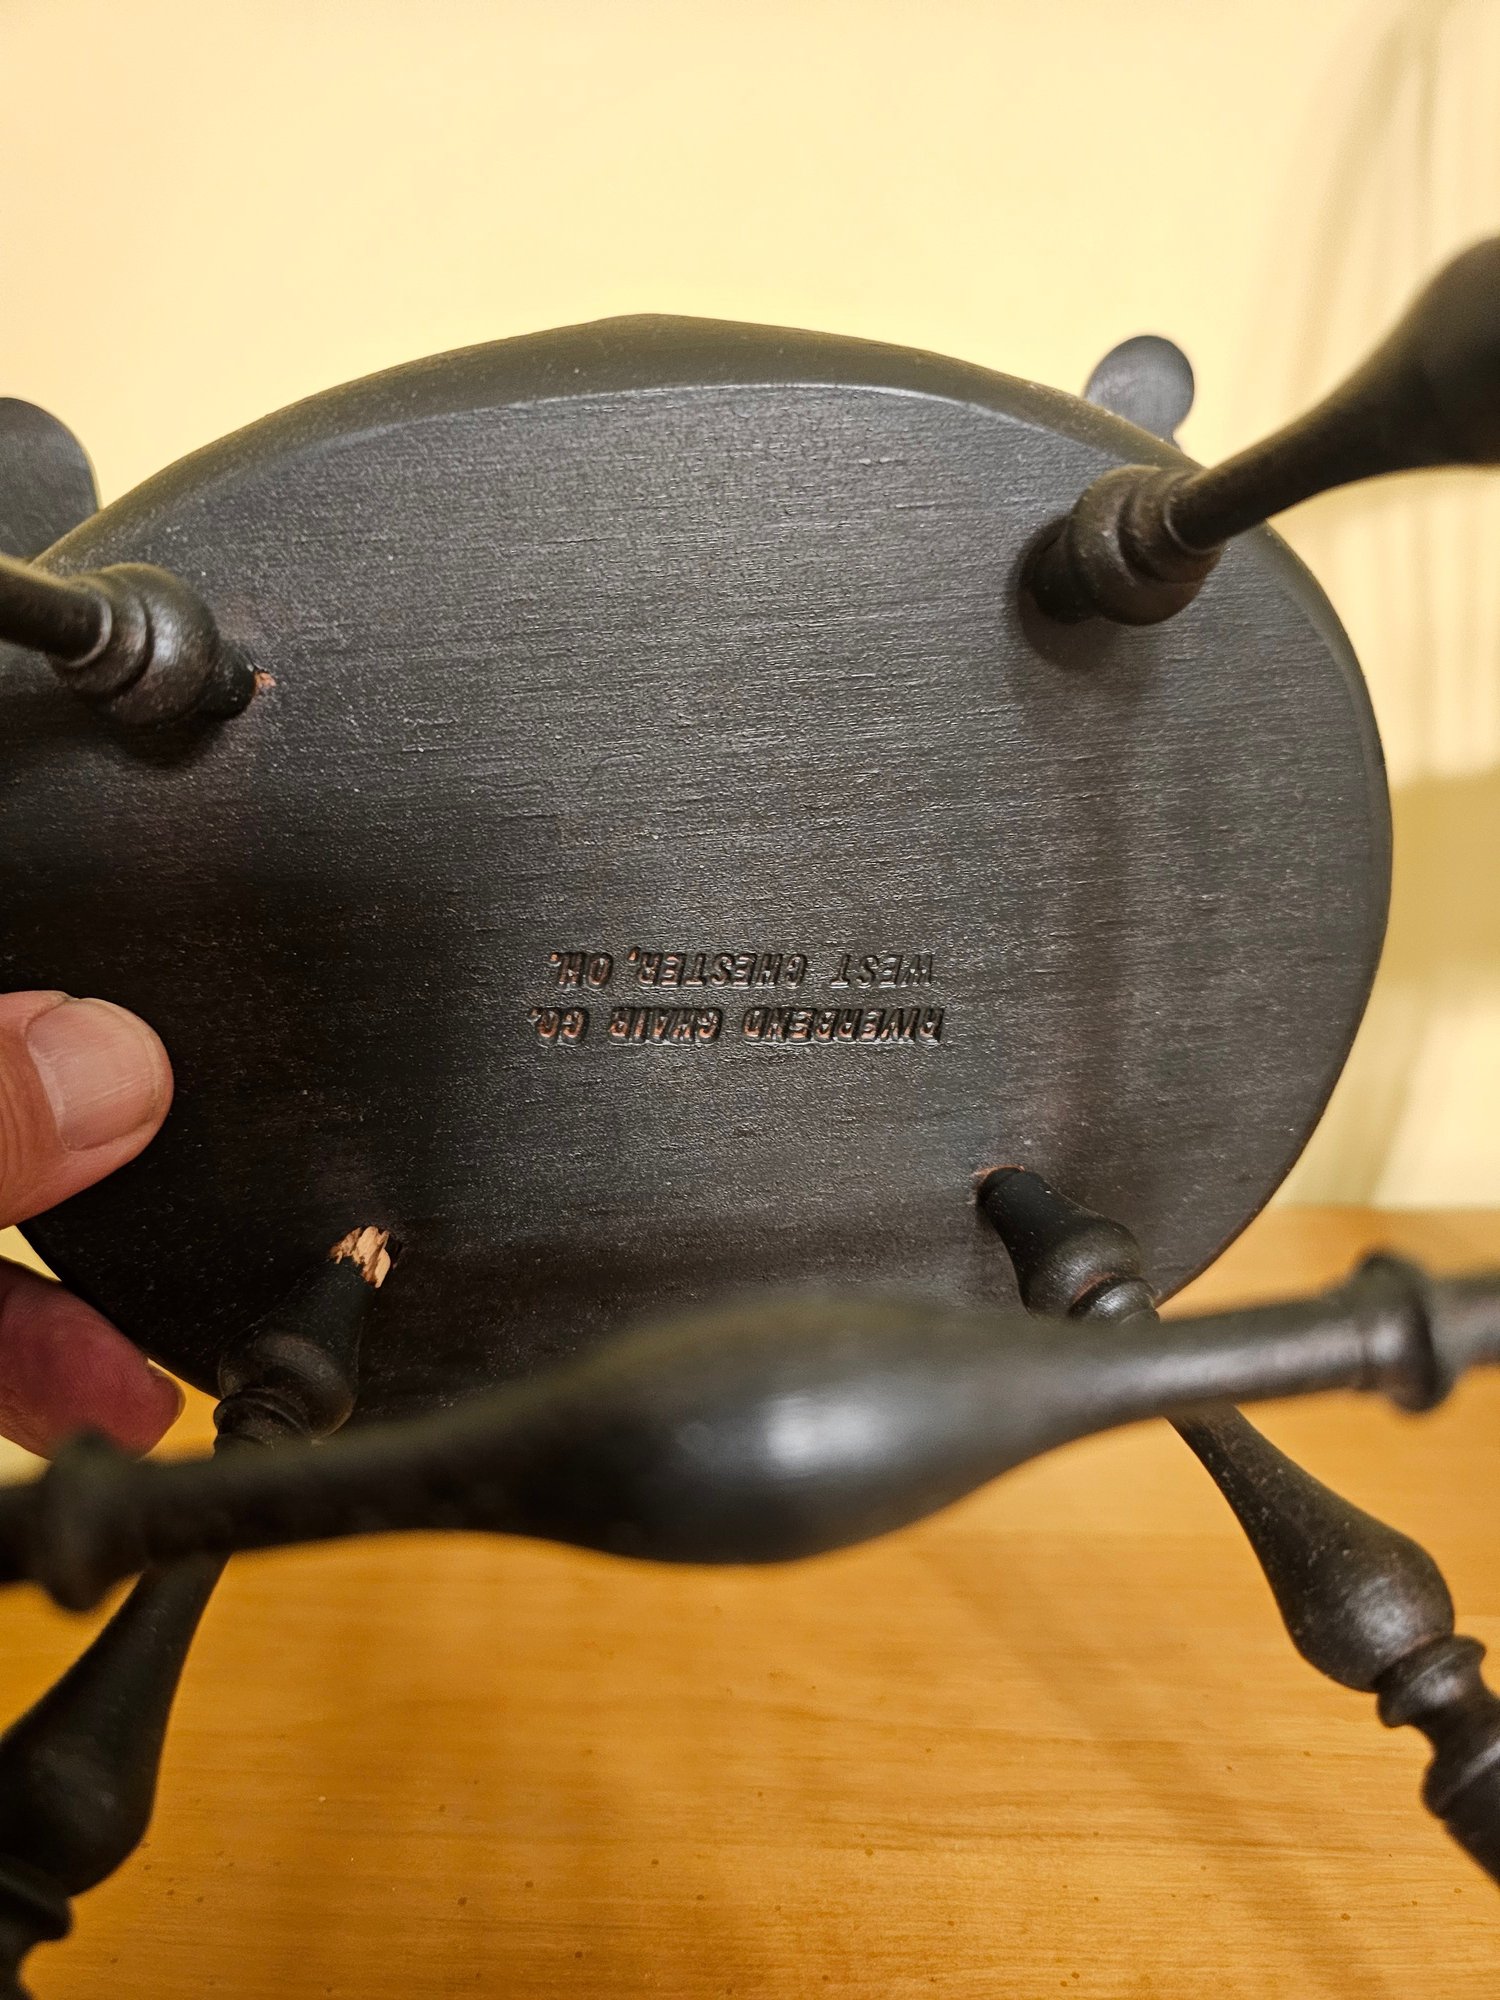 RIVERBEND CHAIR CO.
WEST CHESTER, OH.